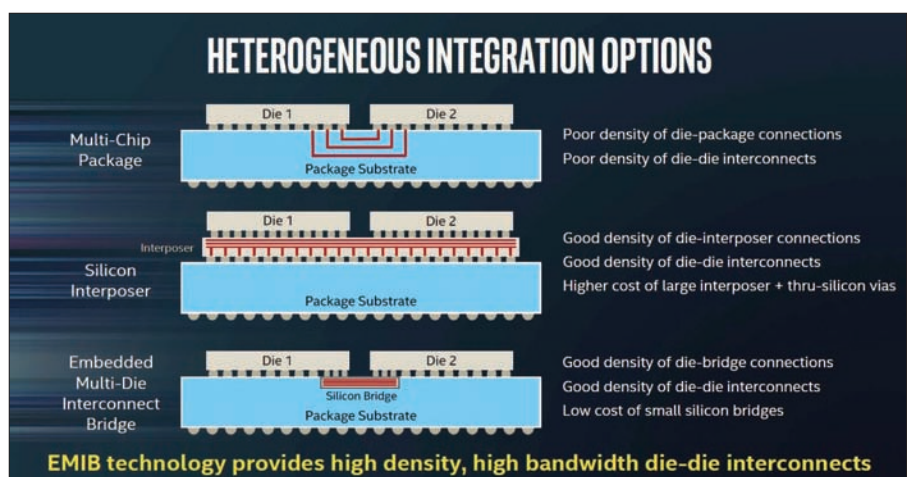 HETEROGENEOUS INTEGRATION OPTIONS
Multi-Chip
Package
Die 1
Die 2
Package Substrate
Poor density of die-package connections
Poor density of die-die interconnects
Silicon
Interposer
Interposer
Die 1
Die 2
Package Substrate
Good density of die-interposer connections
Good density of die-die interconnects
Higher cost of large interposer + thru-silicon vias
Embedded
Multi-Die
Interconnect
Bridge
Die 1
Die 2
Silicon Bridge
Package Substrate
Good density of die-bridge connections
Good density of die-die interconnects
Low cost of small silicon bridges
EMIB technology provides high density, high bandwidth die-die interconnects